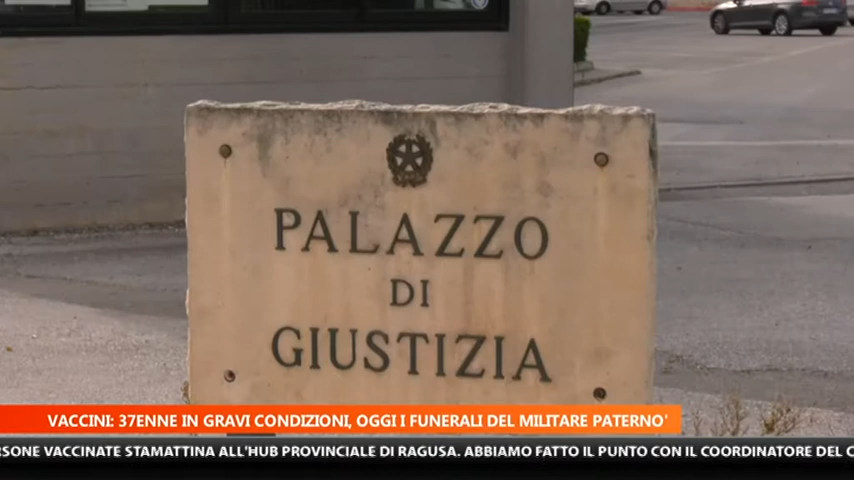 PALAZZO
DI
GIUSTIZIA
VACCINI: 37ENNE IN GRAVI CONDIZIONI, OGGI I FUNERALI DEL MILITARE PATERNO'
VACCINATE STAMATTINA ALL'HUB PROVINCIALE DI RAGUSA. ABBIAMO FATTO IL PUNTO CON IL COORDINATORE DEL